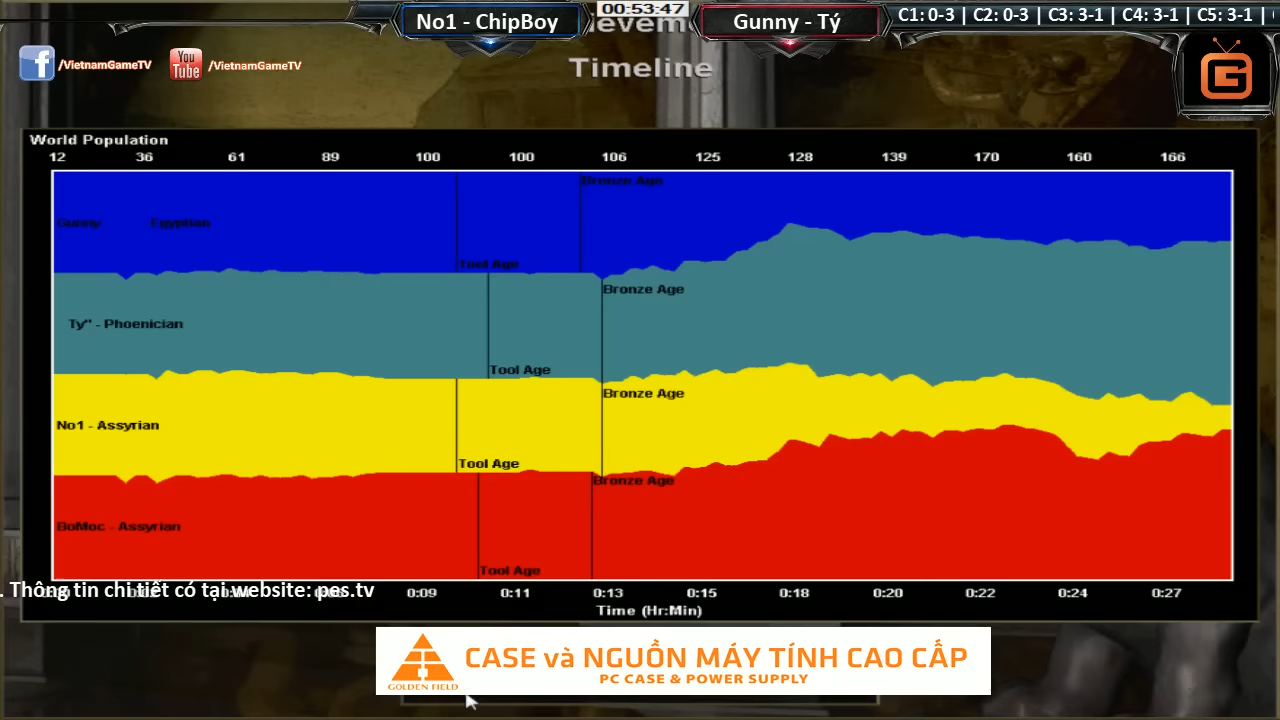 No1 - ChipBoy
00:53:47
Gunny - Tý
C1: 0-3 | C2: 0-3 | C3: 3-1 | C4: 3-1 | C5: 3-1 |
/VietnamGameTV
You Tube
/VietnamGameTV
Timeline
World Population
12 36 61 89 100 100 106 125 128 139 170 160 166
Bronze Age
Gunny Egyptian
Tool Age
Bronze Age
Ty" - Phoenician
Tool Age
Bronze Age
No1 - Assyrian
Tool Age
Bronze Age
BoMoc - Assyrian
Tool Age
. Thông tin chi tiết có tại website: pos.tv
0:09 0:11 0:13 0:15 0:18 0:20 0:22 0:24 0:27
Time (Hr:Min)
CASE và NGUỒN MÁY TÍNH CAO CẤP
GOLDEN FIELD
PC CASE & POWER SUPPLY